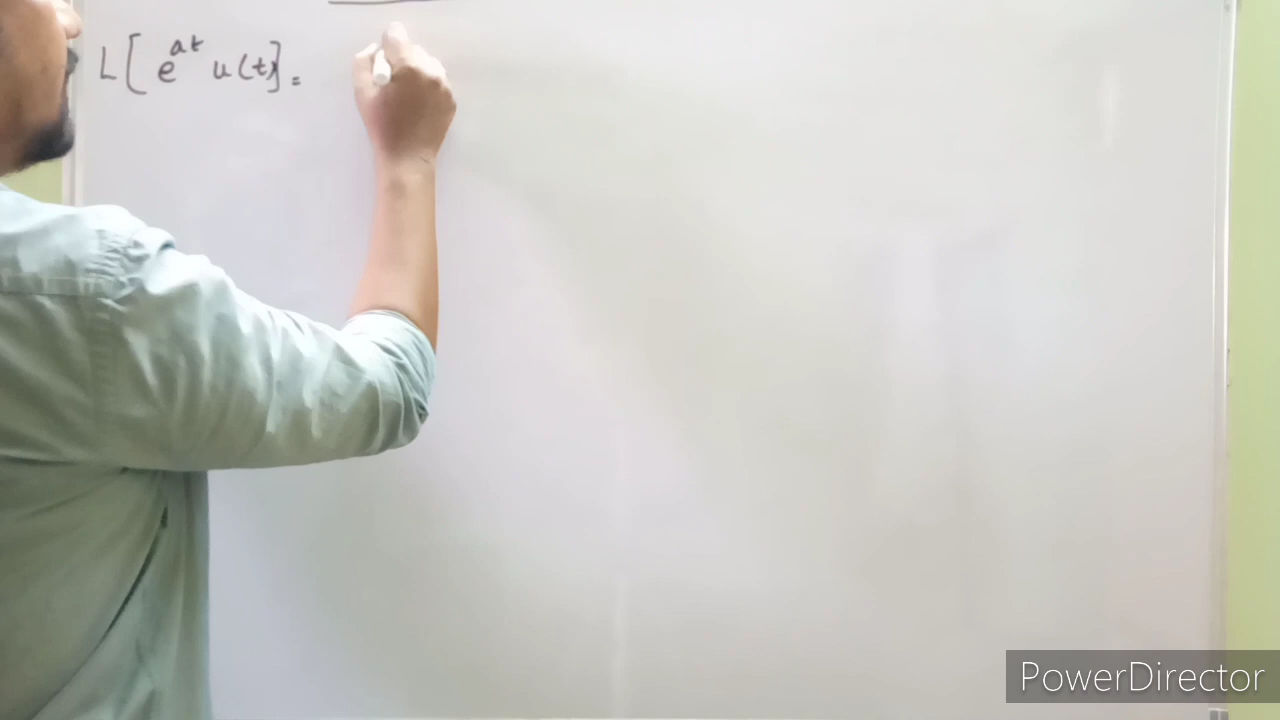 L[e^{at} u(t)] =
PowerDirector